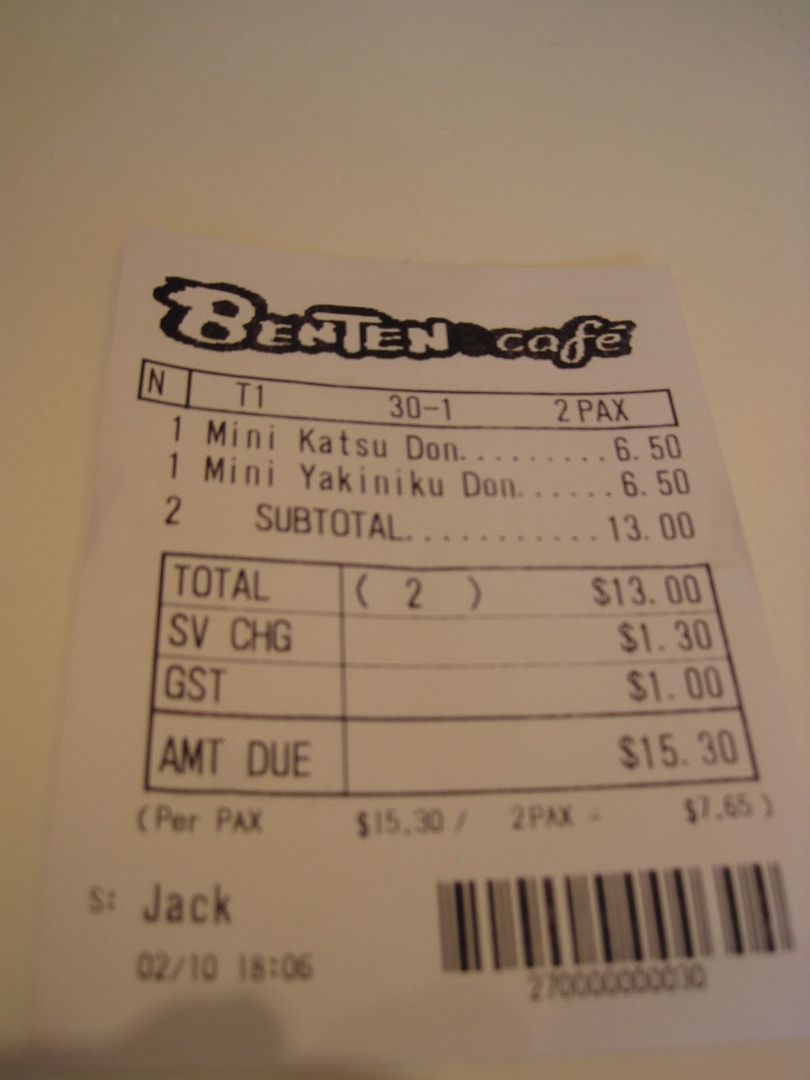 BENTEN café
N T1 30-1 2PAX
1 Mini Katsu Don.........6.50
1 Mini Yakiniku Don......6.50
2 SUBTOTAL...........13.00
TOTAL ( 2 ) $13.00
SV CHG $1.30
GST $1.00
AMT DUE $15.30
(Per PAX $15.30/ 2PAX = $7.65)
S: Jack
02/10 18:06
270000000030